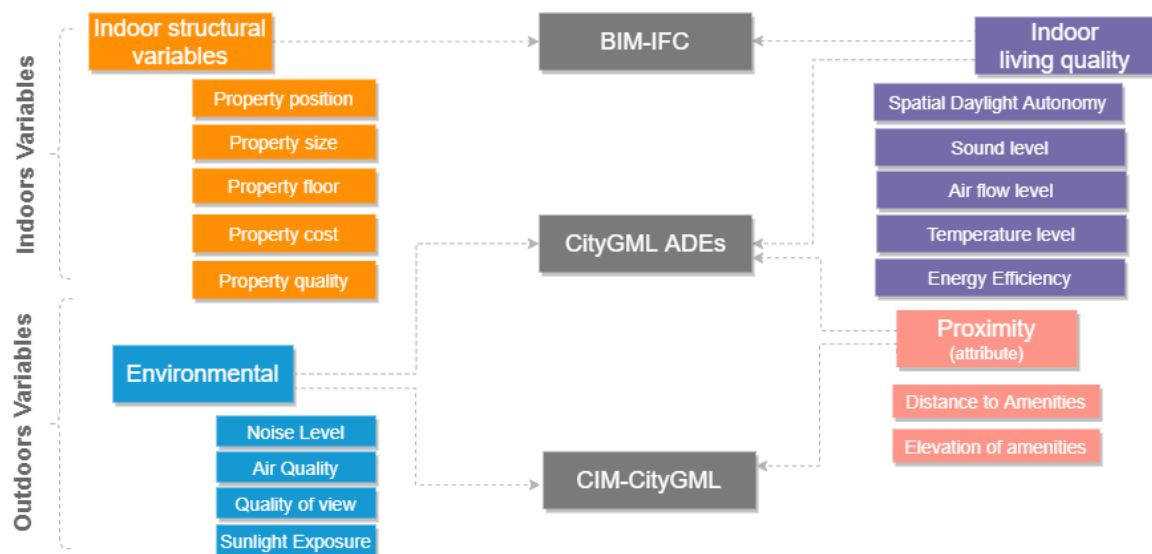 Indoors Variables
Indoor structural
variables
Property position
Property size
Property floor
Property cost
Property quality
Outdoors Variables
Environmental
Noise Level
Air Quality
Quality of view
Sunlight Exposure
BIM-IFC
CityGML ADEs
CIM-CityGML
Indoor
living quality
Spatial Daylight Autonomy
Sound level
Air flow level
Temperature level
Energy Efficiency
Proximity
(attribute)
Distance to Amenities
Elevation of amenities